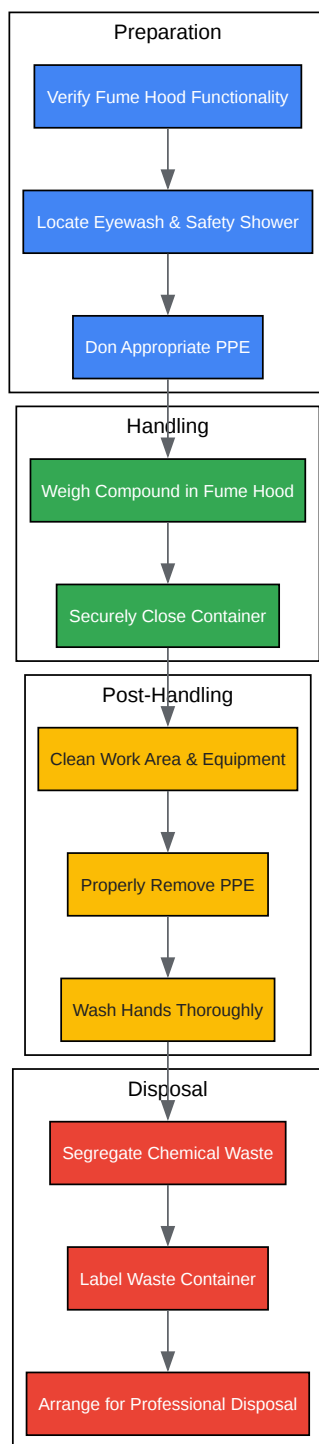 Preparation
Verify Fume Hood Functionality
Locate Eyewash & Safety Shower
Don Appropriate PPE
Handling
Weigh Compound in Fume Hood
Securely Close Container
Post-Handling
Clean Work Area & Equipment
Properly Remove PPE
Wash Hands Thoroughly
Disposal
Segregate Chemical Waste
Label Waste Container
Arrange for Professional Disposal